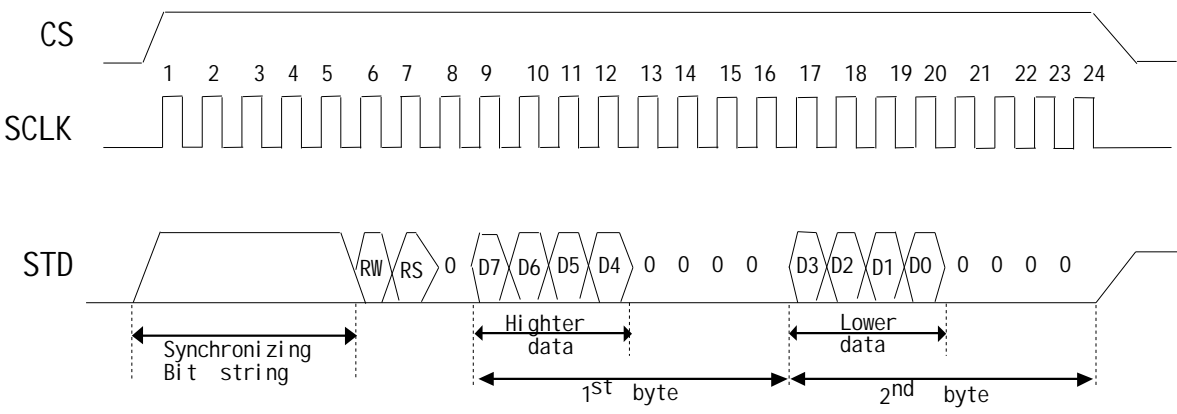 CS
1 2 3 4 5 6 7 8 9 10 11 12 13 14 15 16 17 18 19 20 21 22 23 24
SCLK
STD
RW RS 0 D7 D6 D5 D4 0 0 0 0 D3 D2 D1 D0 0 0 0 0
Highter
data
Lower
data
Synchronizing
Bit string
1st byte
2nd byte